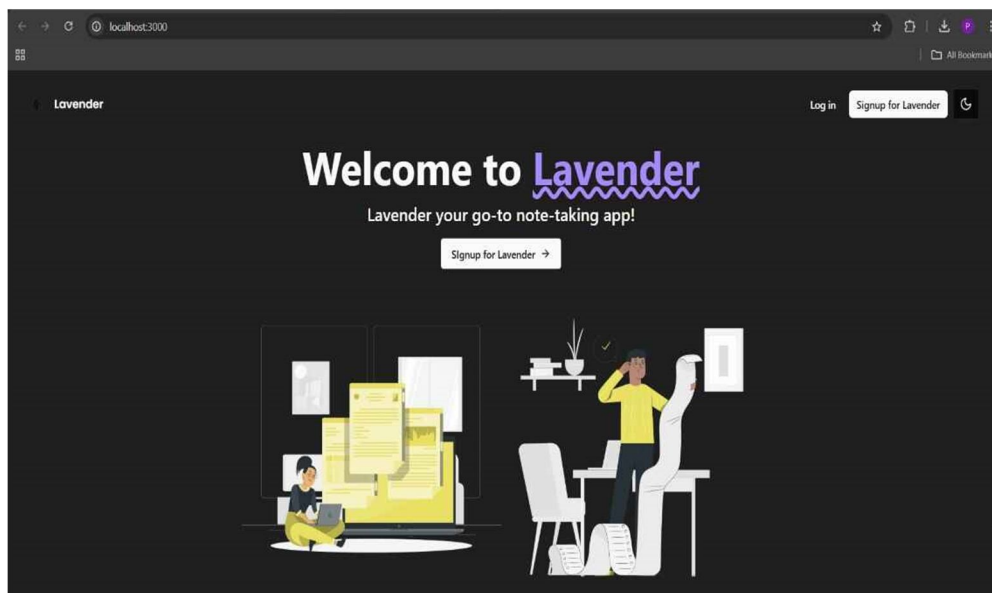 localhost:3000
All Bookmark
Lavender
Log in
Signup for Lavender
Welcome to Lavender
Lavender your go-to note-taking app!
SIgnup for Lavender →